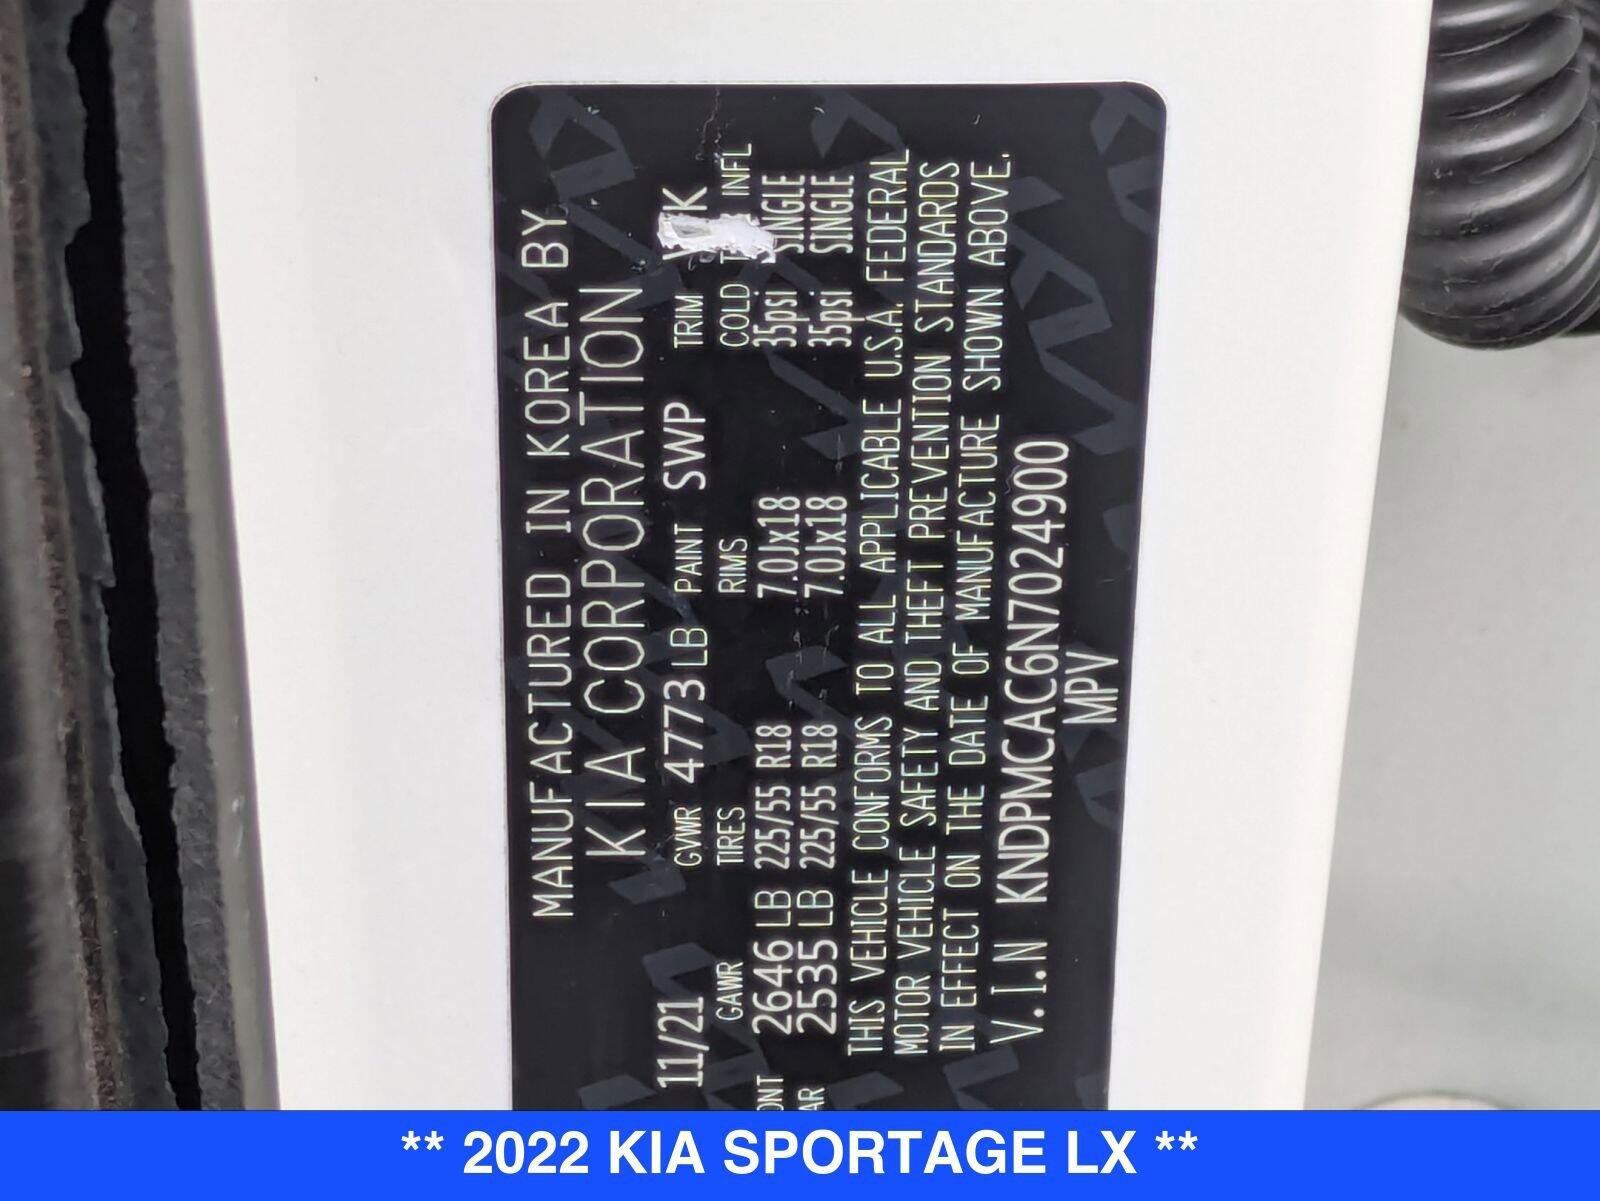 MANUFACTURED IN KOREA BY
KIA CORPORATION
11/21 GVWR 4773 LB PAINT SWP TRIM
GAWR TIRES RIMS COLD INFL
2646 LB 225/55 R18 7.0Jx18 35psi SINGLE
2535 LB 225/55 R18 7.0Jx18 35psi SINGLE
THIS VEHICLE CONFORMS TO ALL APPLICABLE U.S.A. FEDERAL
MOTOR VEHICLE SAFETY AND THEFT PREVENTION STANDARDS
IN EFFECT ON THE DATE OF MANUFACTURE SHOWN ABOVE.
V.I.N KNDPMCAC6N7024900
MPV
** 2022 KIA SPORTAGE LX **